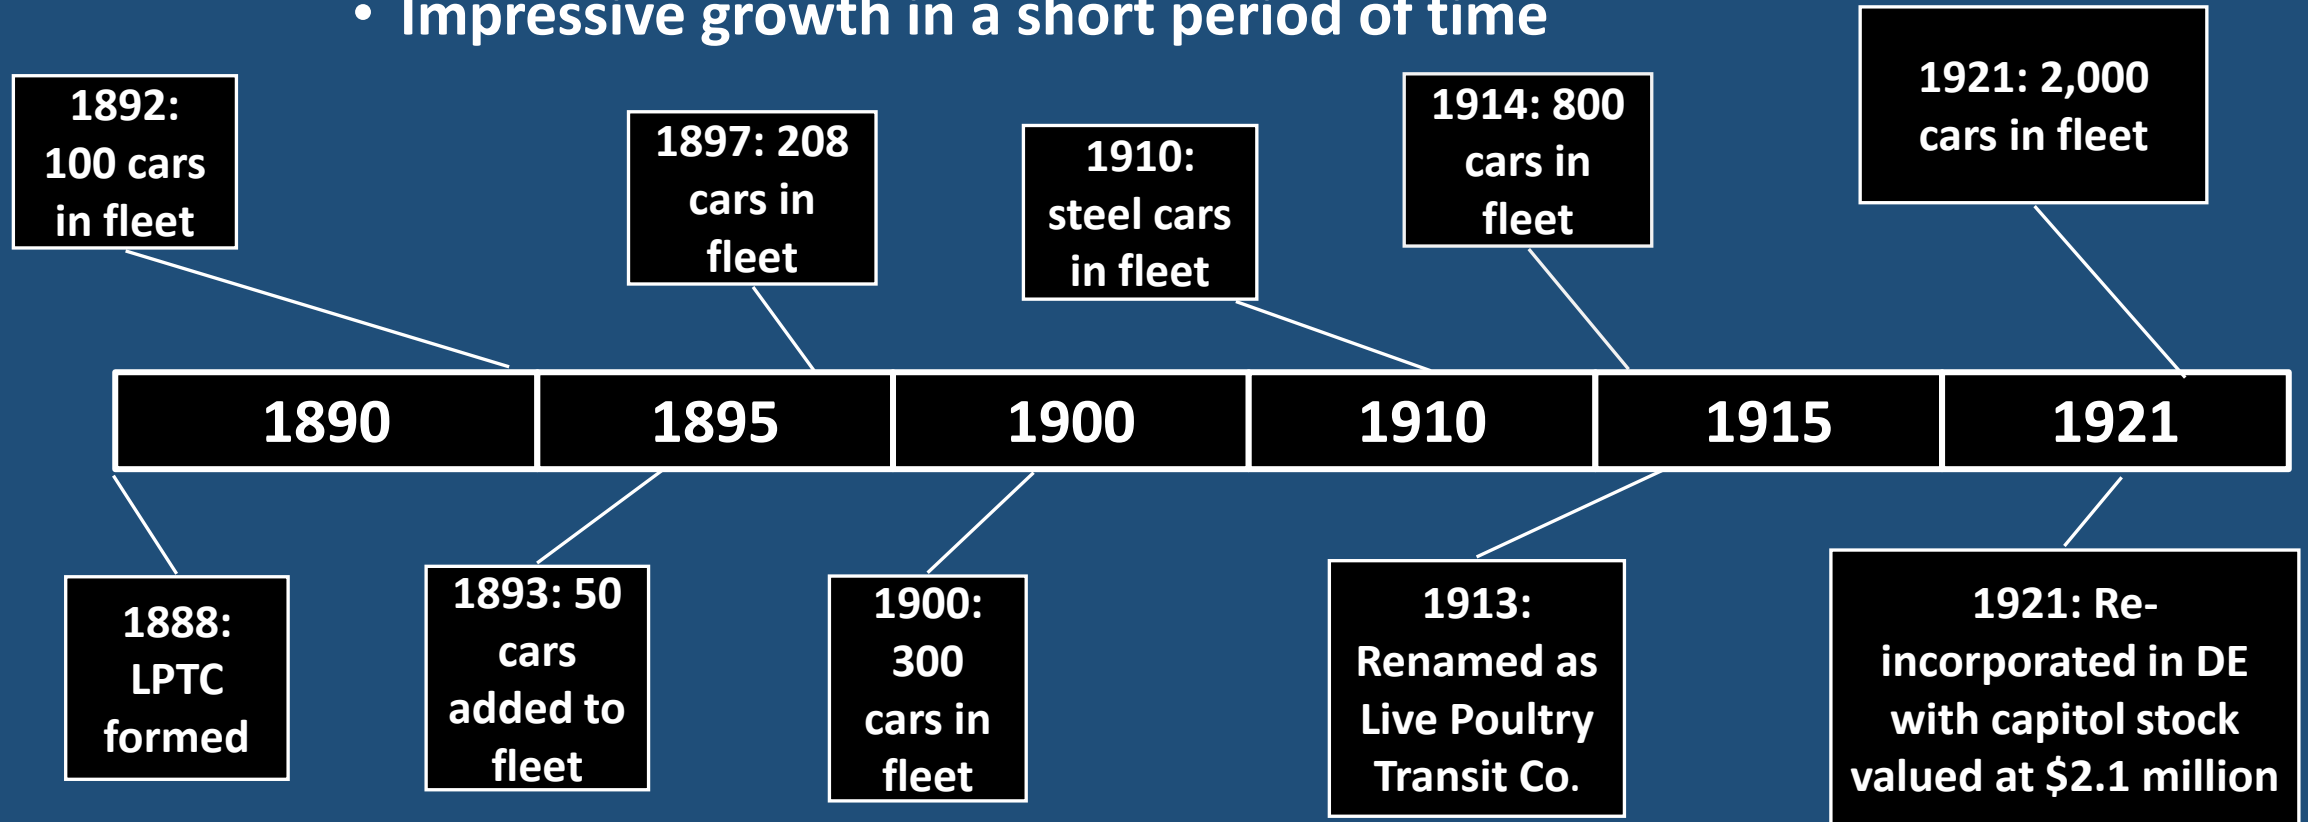 • Impressive growth in a short period of time
1892:
100 cars
in fleet
1897: 208
cars in
fleet
1910:
steel cars
in fleet
1914: 800
cars in
fleet
1921: 2,000
cars in fleet
1890
1895
1900
1910
1915
1921
1888:
LPTC
formed
1893: 50
cars
added to
fleet
1900:
300
cars in
fleet
1913:
Renamed as
Live Poultry
Transit Co.
1921: Re-
incorporated in DE
with capitol stock
valued at $2.1 million